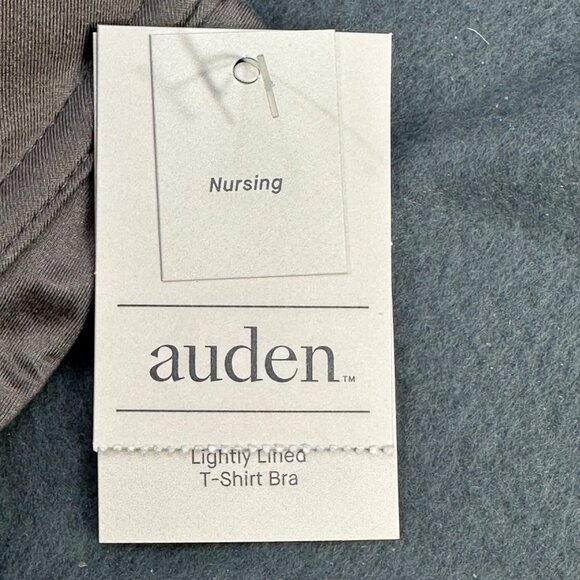 Nursing
auden™
Lightly Lined
T-Shirt Bra